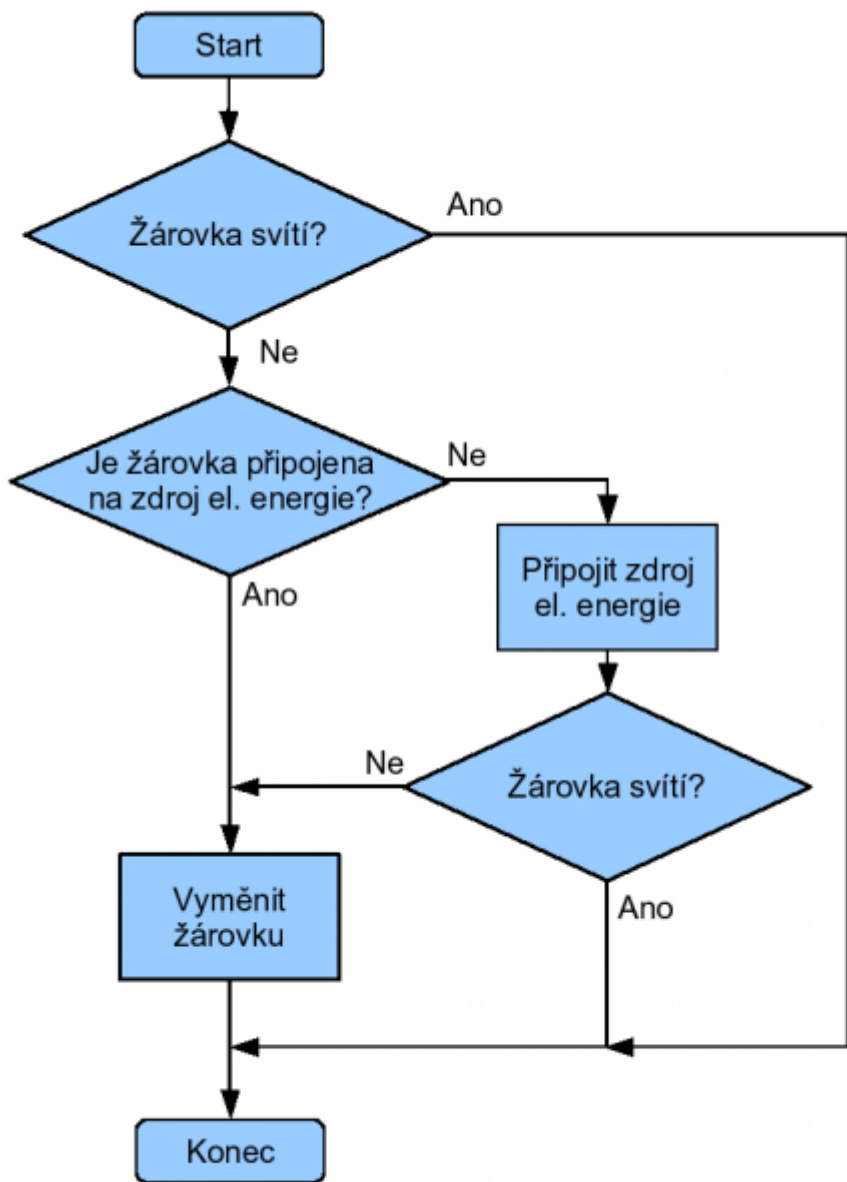 Start
Žárovka svítí?
Ano
Ne
Je žárovka připojena
na zdroj el. energie?
Ne
Ano
Připojit zdroj
el. energie
Žárovka svítí?
Ne
Ano
Vyměnit
žárovku
Konec